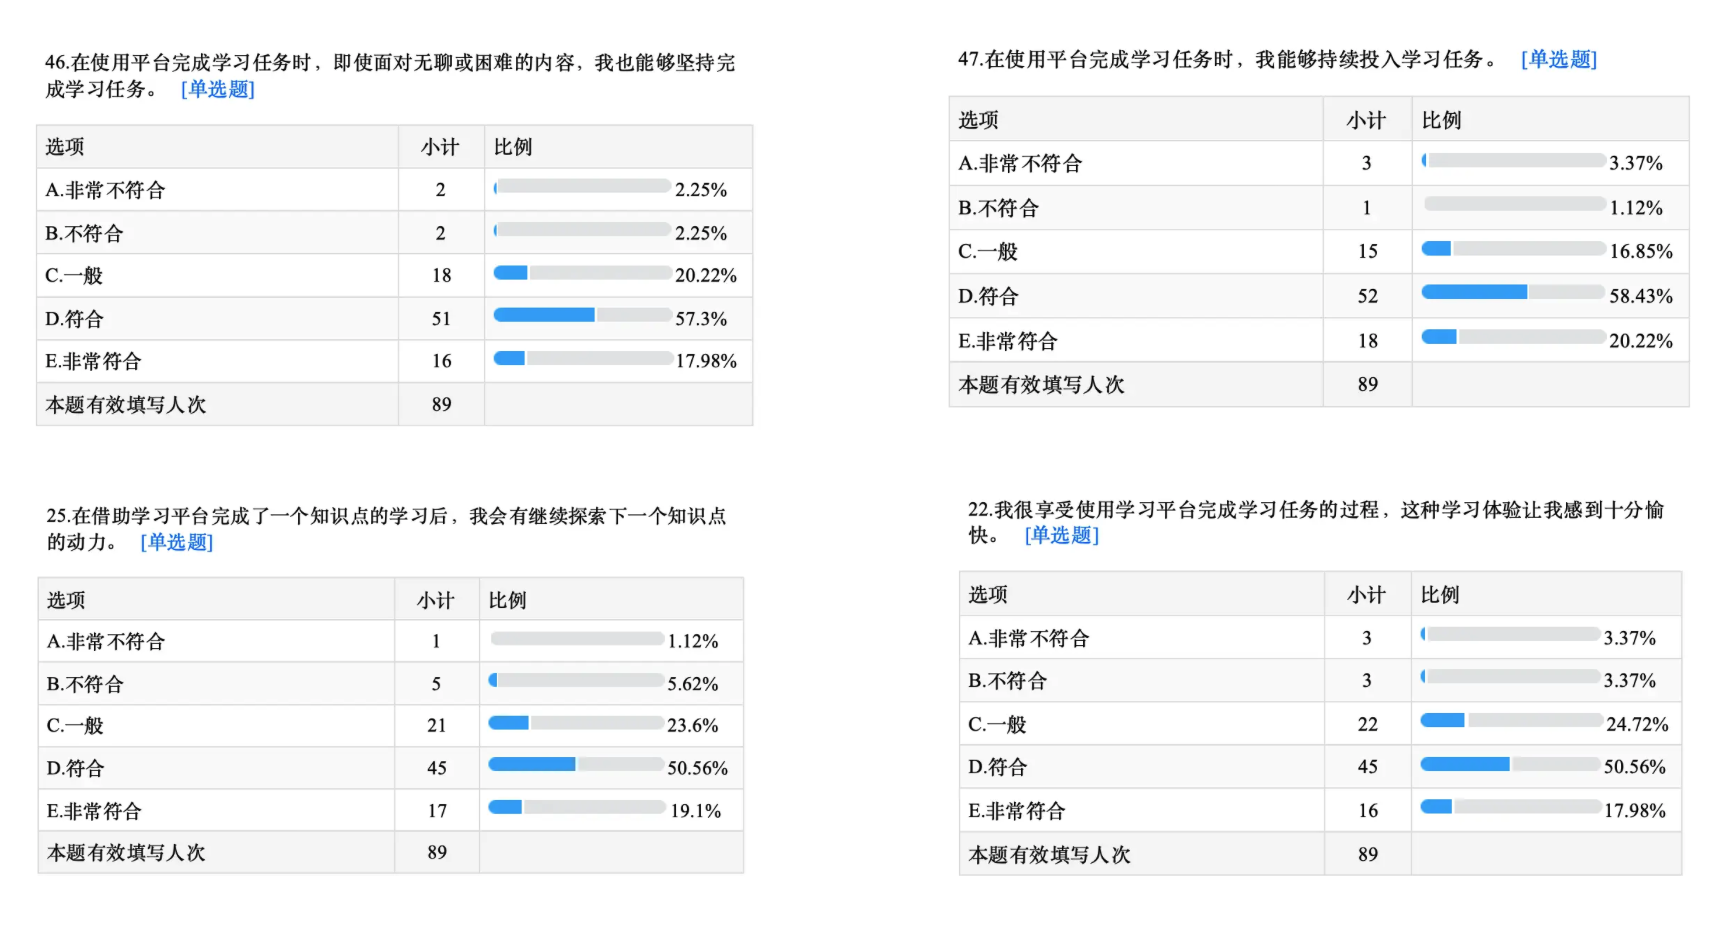 46.在使用平台完成学习任务时，即使面对无聊或困难的内容，我也能够坚持完
成学习任务。 [单选题]
选项 小计 比例
A.非常不符合 2 2.25%
B.不符合 2 2.25%
C.一般 18 20.22%
D.符合 51 57.3%
E.非常符合 16 17.98%
本题有效填写人次 89
47.在使用平台完成学习任务时，我能够持续投入学习任务。 [单选题]
选项 小计 比例
A.非常不符合 3 3.37%
B.不符合 1 1.12%
C.一般 15 16.85%
D.符合 52 58.43%
E.非常符合 18 20.22%
本题有效填写人次 89
25.在借助学习平台完成了一个知识点的学习后，我会有继续探索下一个知识点
的动力。 [单选题]
选项 小计 比例
A.非常不符合 1 1.12%
B.不符合 5 5.62%
C.一般 21 23.6%
D.符合 45 50.56%
E.非常符合 17 19.1%
本题有效填写人次 89
22.我很享受使用学习平台完成学习任务的过程，这种学习体验让我感到十分愉
快。 [单选题]
选项 小计 比例
A.非常不符合 3 3.37%
B.不符合 3 3.37%
C.一般 22 24.72%
D.符合 45 50.56%
E.非常符合 16 17.98%
本题有效填写人次 89